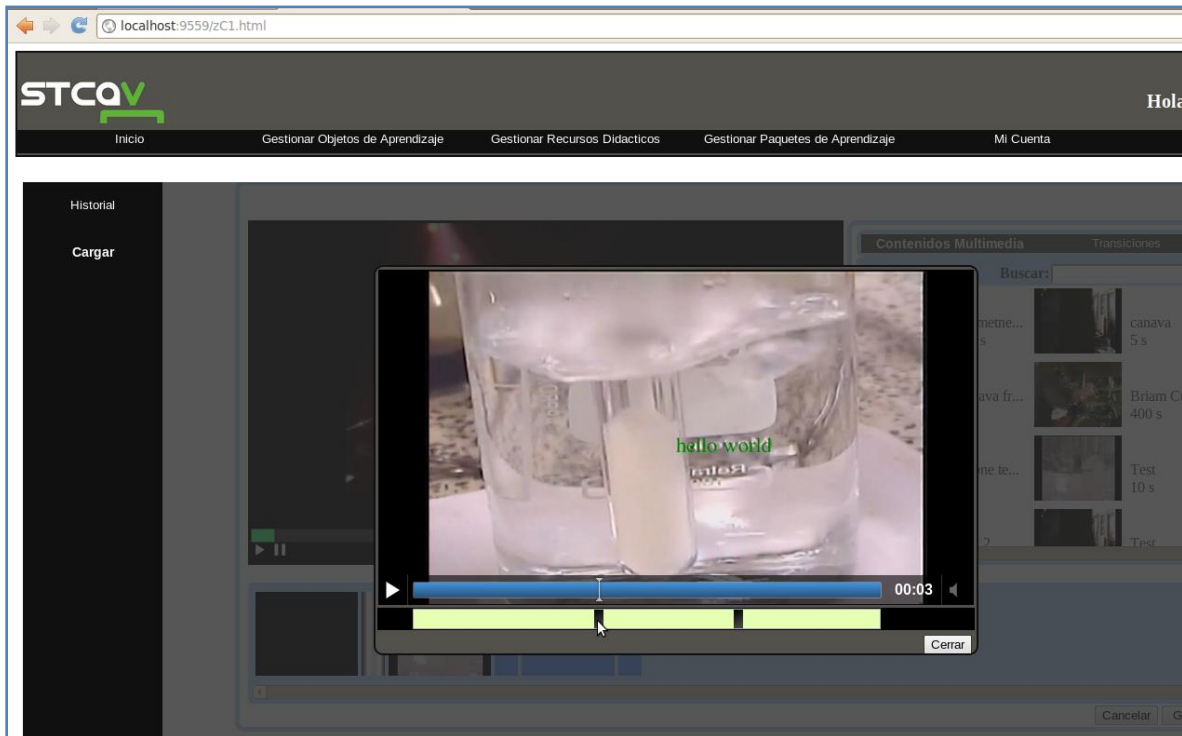 localhost:9559/zC1.html
STCaV
Hola
Inicio Gestionar Objetos de Aprendizaje Gestionar Recursos Didacticos Gestionar Paquetes de Aprendizaje Mi Cuenta
Historial
Cargar
Contenidos Multimedia Transiciones
Buscar:
canava
5 s
Briam C
400 s
Test
10 s
2 Test
hello world
00:03
Cerrar
Cancelar G